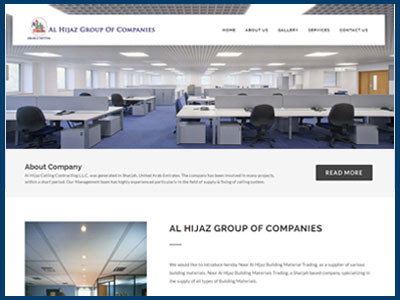 AL HIJAZ GROUP OF COMPANIES
HOME ABOUT US GALLERY SERVICES CONTACT US
About Company
Al Hijaz Ceiling Contracting L.L.C. was generated in Sharjah, United Arab Emirates. The company has been involved in many projects,
within a short period. Our Management team has highly experienced particularly in the field of supply & fixing of ceiling system.
READ MORE
AL HIJAZ GROUP OF COMPANIES
We would like to introduce hereby Noor Al Hijaz Building Material Trading, as a supplier of various
building materials. Noor Al Hijaz Building Materials Trading, a Sharjah based company specializing in
the supply of all types of Building Materials.